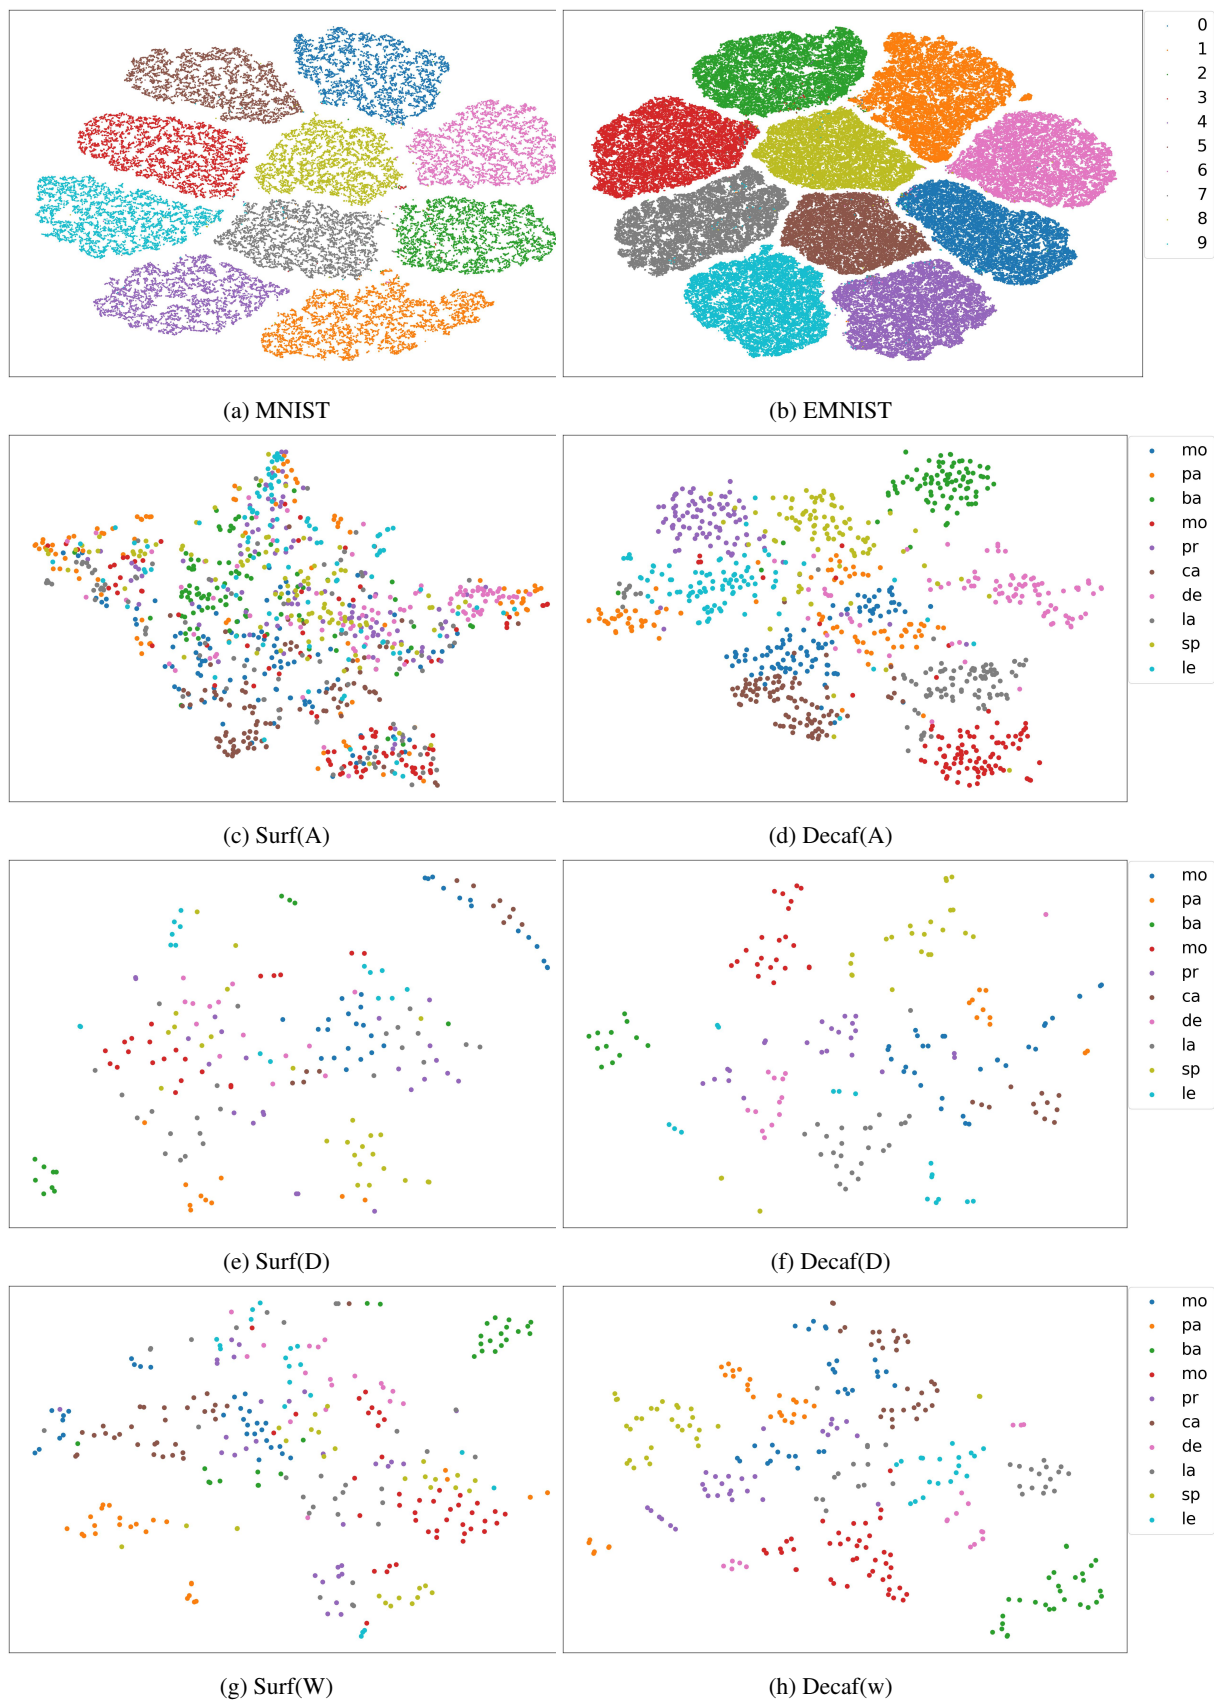 0
1
2
3
4
5
6
7
8
9
(a) MNIST
(b) EMNIST
mo
pa
ba
mo
pr
ca
de
la
sp
le
(c) Surf(A)
(d) Decaf(A)
mo
pa
ba
mo
pr
ca
de
la
sp
le
(e) Surf(D)
(f) Decaf(D)
mo
pa
ba
mo
pr
ca
de
la
sp
le
(g) Surf(W)
(h) Decaf(w)